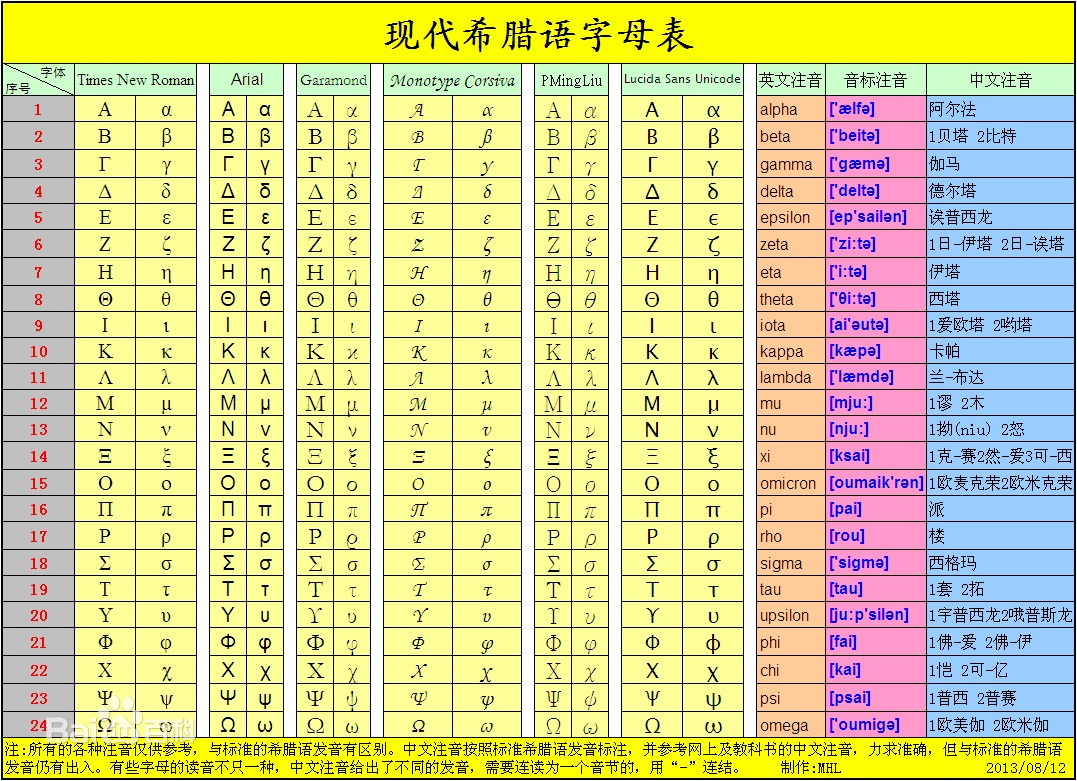 现代希腊语字母表
字体
序号 Times New Roman Arial Garamond Monotype Corsiva PMingLiu Lucida Sans Unicode 英文注音 音标注音 中文注音
1 Α α Α α Α α Α α Α α Α α alpha ['ælfə] 阿尔法
2 Β β Β β Β β Β β Β β Β β beta ['beitə] 1贝塔 2比特
3 Γ γ Γ γ Γ γ Γ γ Γ γ Γ γ gamma ['gæmə] 伽马
4 Δ δ Δ δ Δ δ Δ δ Δ δ Δ δ delta ['deltə] 德尔塔
5 Ε ε Ε ε Ε ε Ε ε Ε ε Ε ϵ epsilon [ep'sailən] 诶普西龙
6 Ζ ζ Ζ ζ Ζ ζ Ζ ζ Ζ ζ Ζ ζ zeta ['zi:tə] 1日-伊塔 2日-诶塔
7 Η η Η η Η η Η η Η η Η η eta ['i:tə] 伊塔
8 Θ θ Θ θ Θ θ Θ θ Θ θ Θ θ theta ['θi:tə] 西塔
9 Ι ι Ι ι Ι ι Ι ι Ι ι Ι ι iota [ai'əutə] 1爱欧塔 2哟塔
10 Κ κ Κ κ Κ κ Κ κ Κ κ Κ κ kappa [kæpə] 卡帕
11 Λ λ Λ λ Λ λ Λ λ Λ λ Λ λ lambda ['læmdə] 兰-布达
12 Μ μ Μ μ Μ μ Μ μ Μ μ Μ μ mu [mju:] 1谬 2木
13 Ν ν Ν ν Ν ν Ν ν Ν ν Ν ν nu [nju:] 1拗(niu) 2怒
14 Ξ ξ Ξ ξ Ξ ξ Ξ ξ Ξ ξ Ξ ξ xi [ksai] 1克-赛2然-爱3可-西
15 Ο ο Ο ο Ο ο Ο ο Ο ο Ο ο omicron [oumaik'rən] 1欧麦克荣2欧米克荣
16 Π π Π π Π π Π π Π π Π π pi [pai] 派
17 Ρ ρ Ρ ρ Ρ ϱ Ρ ρ Ρ ρ Ρ ρ rho [rou] 楼
18 Σ σ Σ σ Σ σ Σ σ Σ σ Σ σ sigma ['sigmə] 西格玛
19 Τ τ Τ τ Τ τ Τ τ Τ τ Τ τ tau [tau] 1套 2拓
20 Υ υ Υ υ Υ υ Υ υ Υ υ Υ υ upsilon [ju:p'silən] 1宇普西龙2哦普斯龙
21 Φ φ Φ φ Φ φ Φ φ Φ φ Φ ϕ phi [fai] 1佛-爱 2佛-伊
22 Χ χ Χ χ Χ χ Χ χ Χ χ Χ χ chi [kai] 1恺 2可-亿
23 Ψ ψ Ψ ψ Ψ ψ Ψ ψ Ψ ψ Ψ ψ psi [psai] 1普西 2普赛
24 Ω ω Ω ω Ω ω Ω ω Ω ω Ω ω omega ['oumigə] 1欧美伽 2欧米伽
Baidu百科
注:所有的各种注音仅供参考，与标准的希腊语发音有区别。中文注音按照标准希腊语发音标注，并参考网上及教科书的中文注音，力求准确，但与标准的希腊语
发音仍有出入。有些字母的读音不只一种，中文注音给出了不同的发音，需要连读为一个音节的，用“-”连结。 制作:MHL 2013/08/12